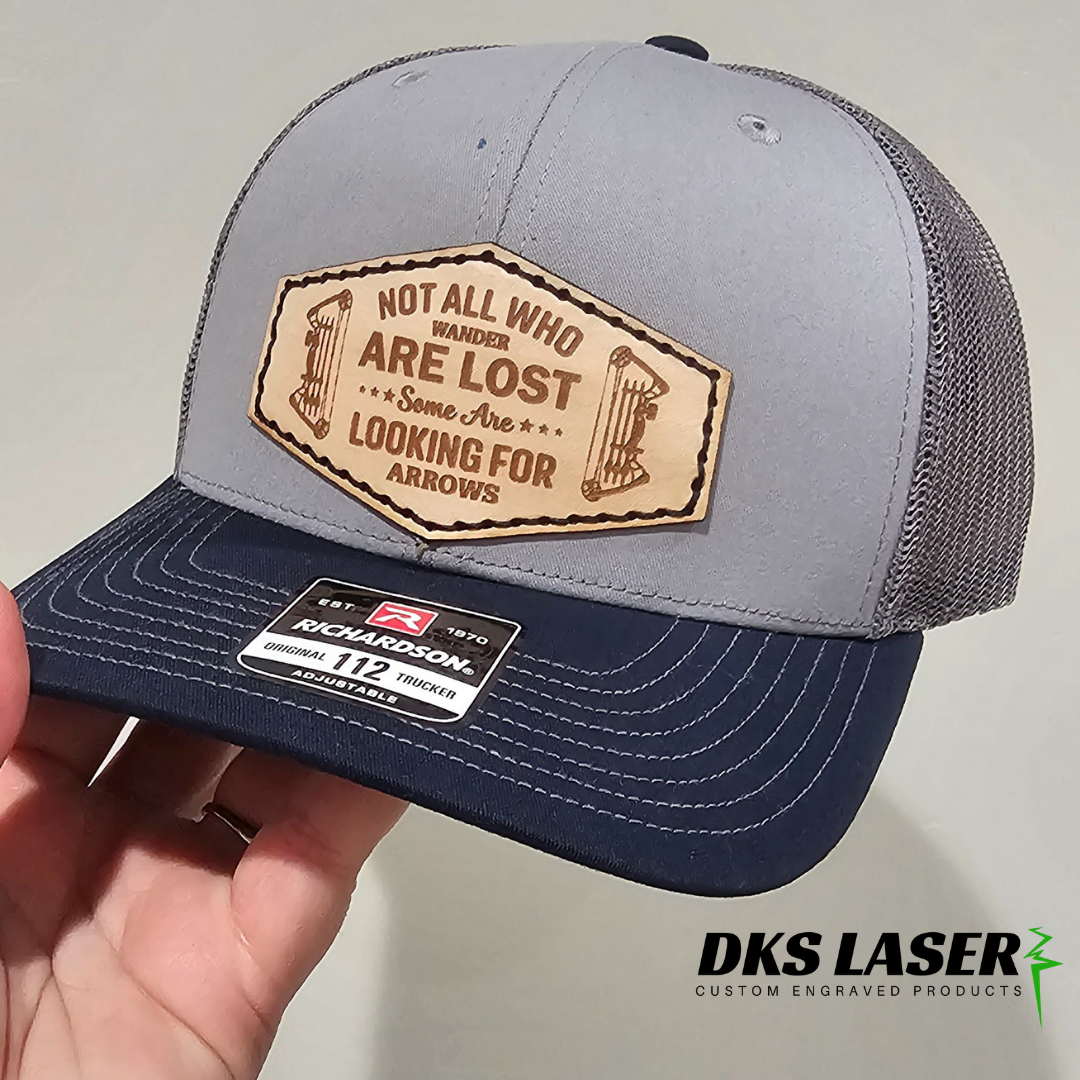 NOT ALL WHO
WANDER
ARE LOST
Some Are
LOOKING FOR
ARROWS
EST R 1970
RICHARDSON®
ORIGINAL 112 TRUCKER
ADJUSTABLE
DKS LASER
CUSTOM ENGRAVED PRODUCTS